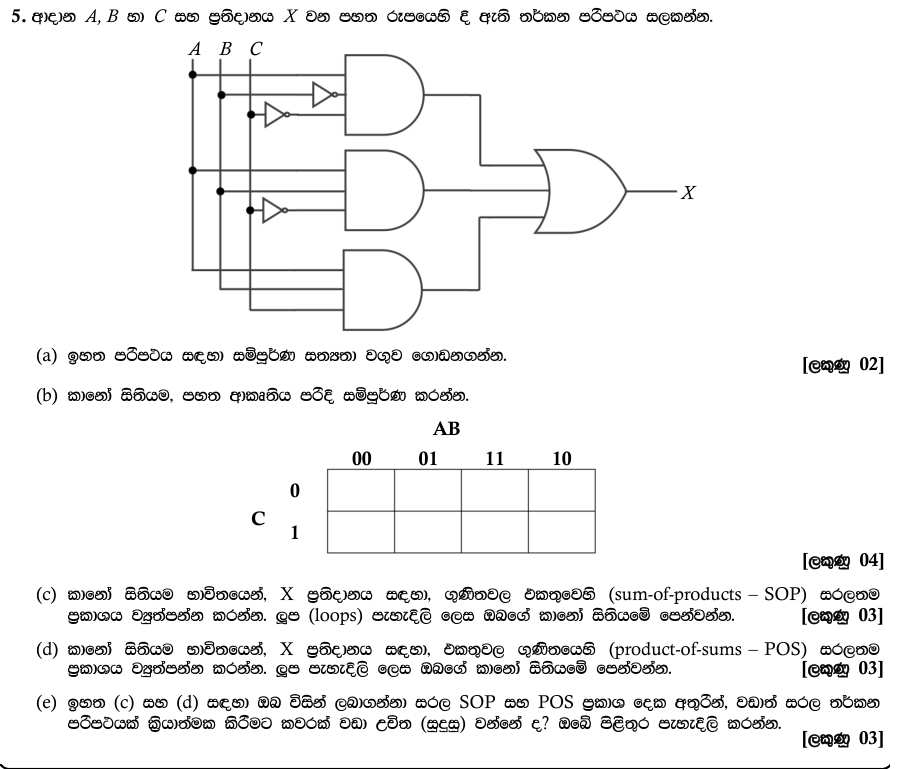 5. ආදාන A, B හා C සහ ප්‍රතිදානය X වන පහත රූපයෙහි දී ඇති තර්කන පරිපථය සලකන්න.
A B C
X
(a) ඉහත පරිපථය සඳහා සම්පූර්ණ සත්‍යතා වගුව ගොඩනගන්න.
[ලකුණු 02]
(b) කානෝ සිතියම, පහත ආකෘතිය පරිදි සම්පූර්ණ කරන්න.
AB
00 01 11 10
0
C
1
[ලකුණු 04]
(c) කානෝ සිතියම භාවිතයෙන්, X ප්‍රතිදානය සඳහා, ගුණිතවල ඓක්‍යයෙහි (sum-of-products – SOP) සරලතම
ප්‍රකාශය ව්‍යුත්පන්න කරන්න. ලූප (loops) පැහැදිලි ලෙස ඔබගේ කානෝ සිතියමේ පෙන්වන්න. [ලකුණු 03]
(d) කානෝ සිතියම භාවිතයෙන්, X ප්‍රතිදානය සඳහා, ඓක්‍යවල ගුණිතයෙහි (product-of-sums – POS) සරලතම
ප්‍රකාශය ව්‍යුත්පන්න කරන්න. ලූප පැහැදිලි ලෙස ඔබගේ කානෝ සිතියමේ පෙන්වන්න. [ලකුණු 03]
(e) ඉහත (c) සහ (d) සඳහා ඔබ විසින් ලබාගන්නා සරල SOP සහ POS ප්‍රකාශ දෙක අතුරින්, වඩාත් සරල තර්කන
පරිපථයක් ක්‍රියාත්මක කිරීමට කවරක් වඩා උචිත (සුදුසු) වන්නේ ද? ඔබේ පිළිතුර පැහැදිලි කරන්න.
[ලකුණු 03]